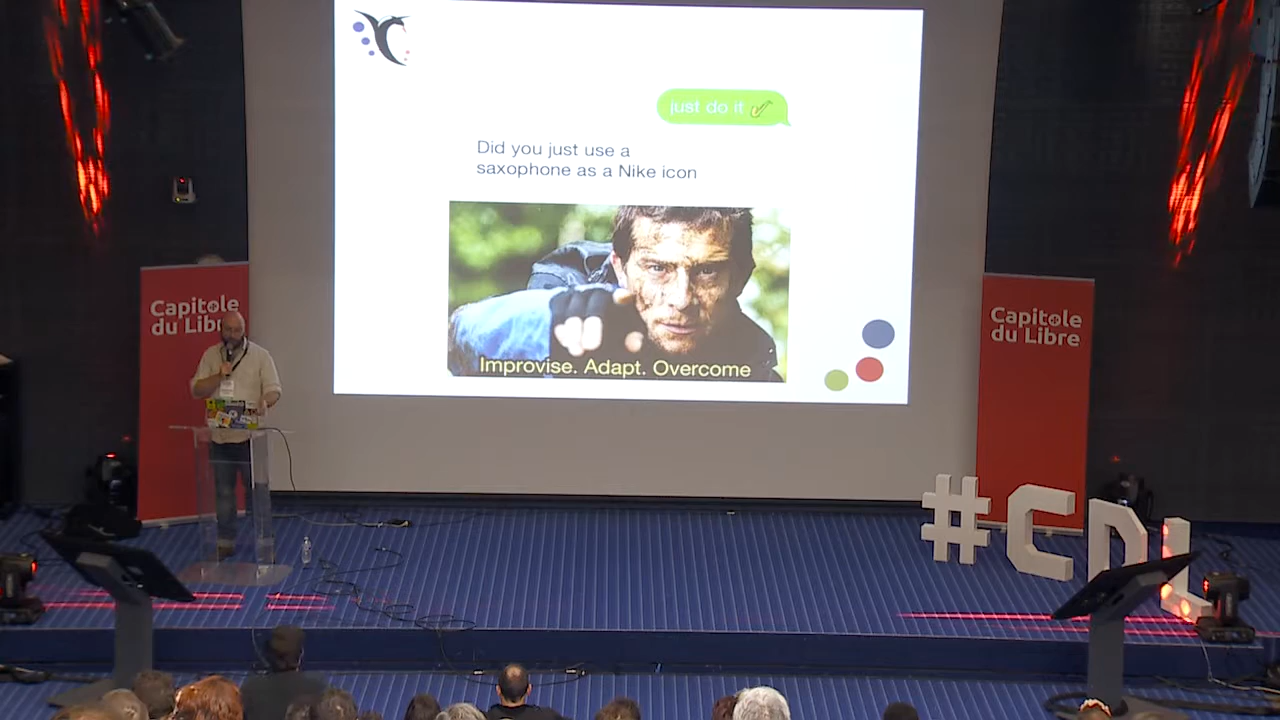 just do it
Did you just use a
saxophone as a Nike icon
Improvise. Adapt. Overcome
Capitole
du Libr
Capitole
du Libre
#CDL